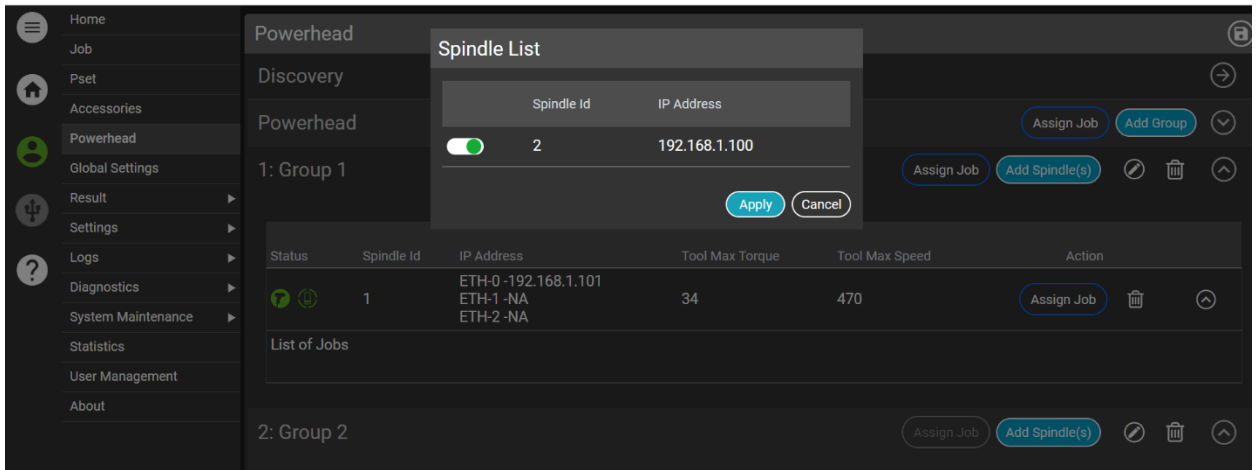 Home
Job
Pset
Accessories
Powerhead
Global Settings
Result
Settings
Logs
Diagnostics
System Maintenance
Statistics
User Management
About
Powerhead
Discovery
Powerhead
Assign Job
Add Group
1: Group 1
Assign Job
Add Spindle(s)
Spindle List
Spindle Id IP Address
2 192.168.1.100
Apply Cancel
Status Spindle Id IP Address Tool Max Torque Tool Max Speed Action
ETH-0 -192.168.1.101
1 ETH-1 -NA 34 470 Assign Job
ETH-2 -NA
List of Jobs
2: Group 2
Assign Job
Add Spindle(s)